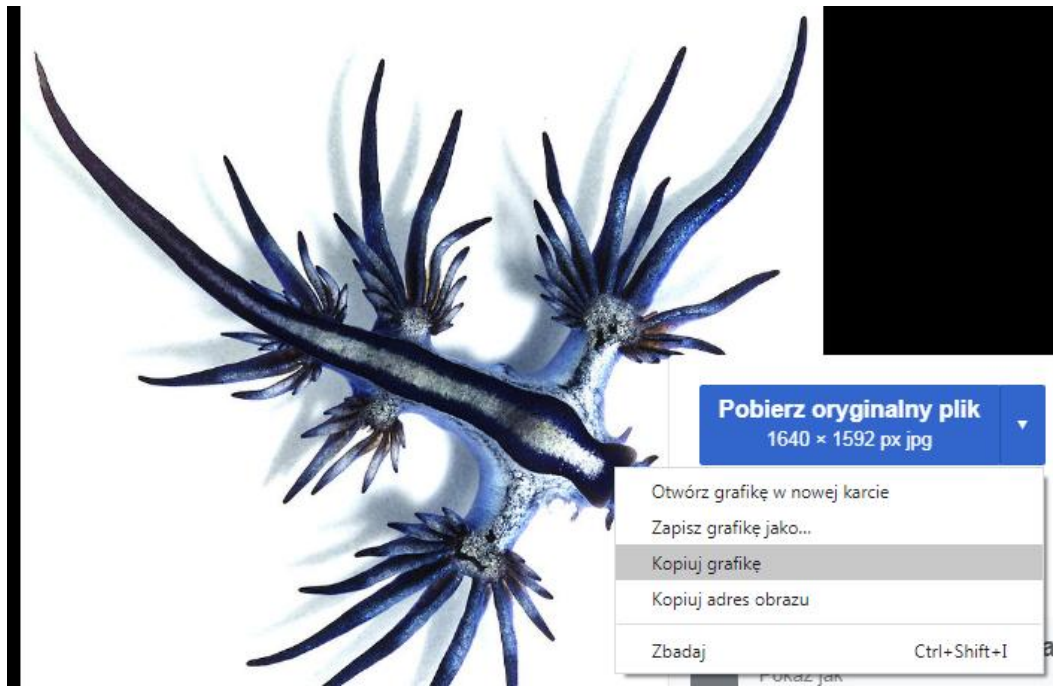 Pobierz oryginalny plik
1640 × 1592 px jpg
Otwórz grafikę w nowej karcie
Zapisz grafikę jako...
Kopiuj grafikę
Kopiuj adres obrazu
Zbadaj Ctrl+Shift+I
a
Pokaż jak